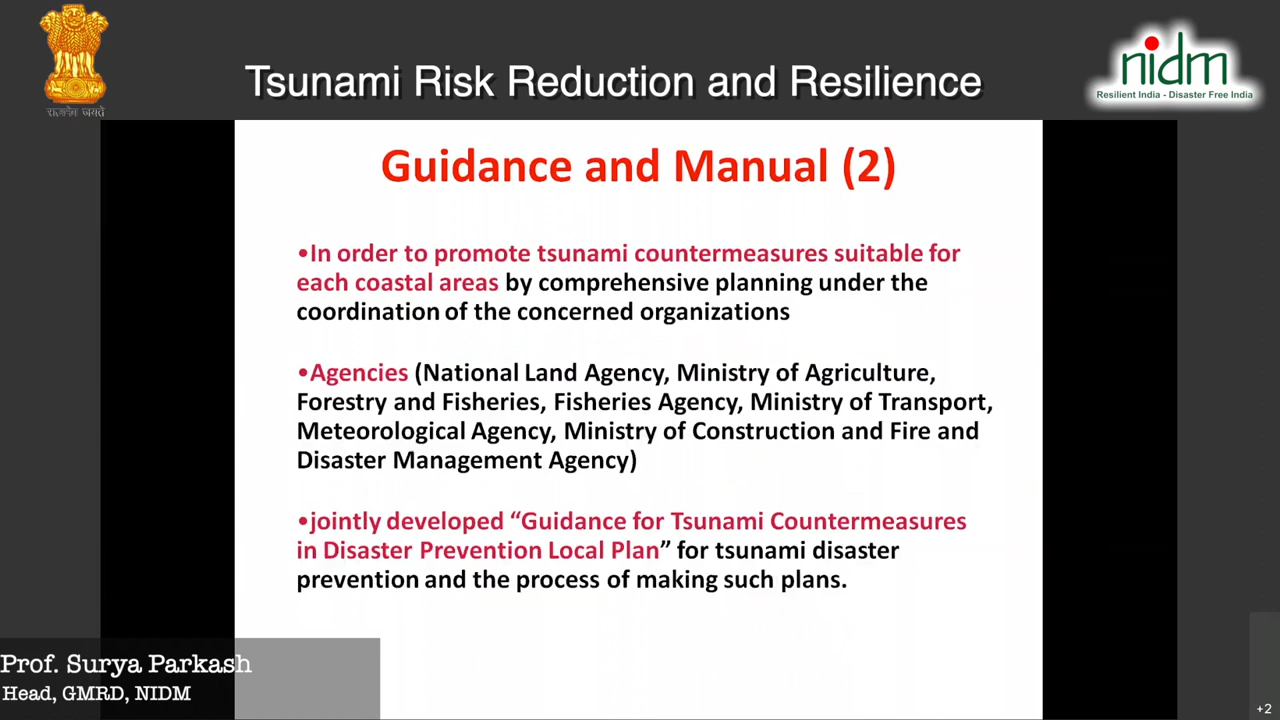 सत्यमेव जयते
Tsunami Risk Reduction and Resilience
nidm
Resilient India - Disaster Free India
Guidance and Manual (2)
•In order to promote tsunami countermeasures suitable for
each coastal areas by comprehensive planning under the
coordination of the concerned organizations
•Agencies (National Land Agency, Ministry of Agriculture,
Forestry and Fisheries, Fisheries Agency, Ministry of Transport,
Meteorological Agency, Ministry of Construction and Fire and
Disaster Management Agency)
•jointly developed “Guidance for Tsunami Countermeasures
in Disaster Prevention Local Plan” for tsunami disaster
prevention and the process of making such plans.
Prof. Surya Parkash
Head, GMRD, NIDM
+2